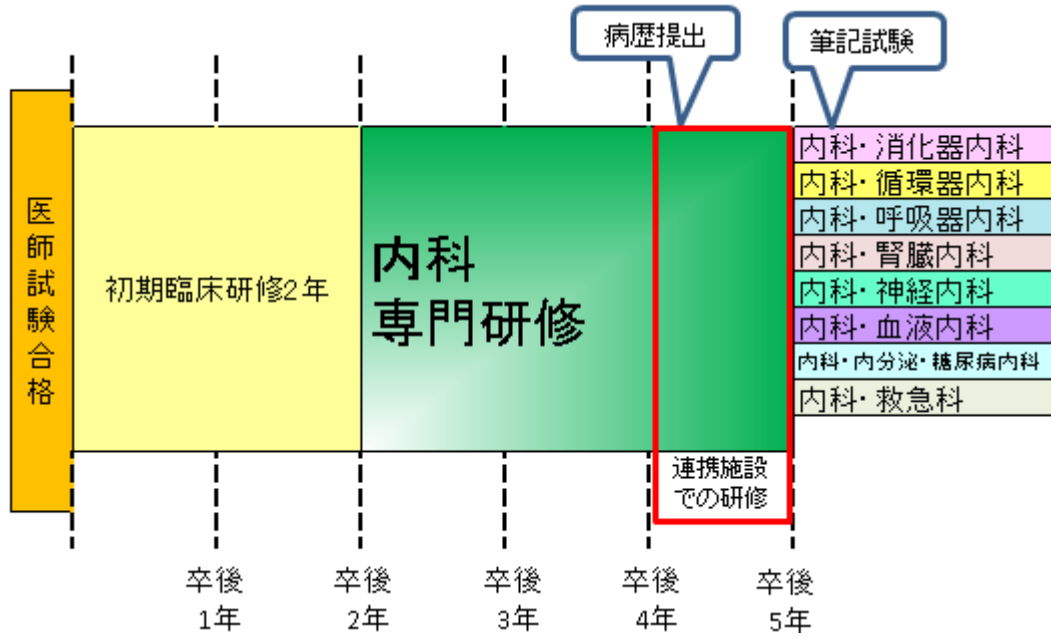 病歴提出
筆記試験
医師試験合格
初期臨床研修2年
内科
専門研修
内科・消化器内科
内科・循環器内科
内科・呼吸器内科
内科・腎臓内科
内科・神経内科
内科・血液内科
内科・内分泌・糖尿病内科
内科・救急科
連携施設
での研修
卒後
1年
卒後
2年
卒後
3年
卒後
4年
卒後
5年